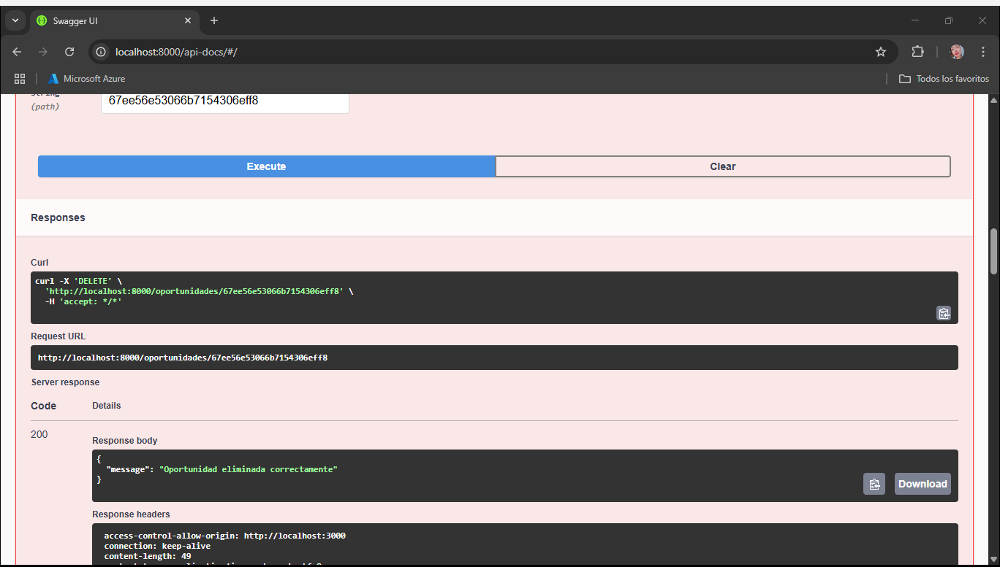 Swagger UI
localhost:8000/api-docs/#/
Microsoft Azure
Todos los favoritos
string
(path)
67ee56e53066b7154306eff8
Execute
Clear
Responses
Curl
curl -X 'DELETE' \
'http://localhost:8000/oportunidades/67ee56e53066b7154306eff8' \
-H 'accept: */*'
Request URL
http://localhost:8000/oportunidades/67ee56e53066b7154306eff8
Server response
Code
Details
200
Response body
{
"message": "Oportunidad eliminada correctamente"
}
Download
Response headers
access-control-allow-origin: http://localhost:3000
connection: keep-alive
content-length: 49